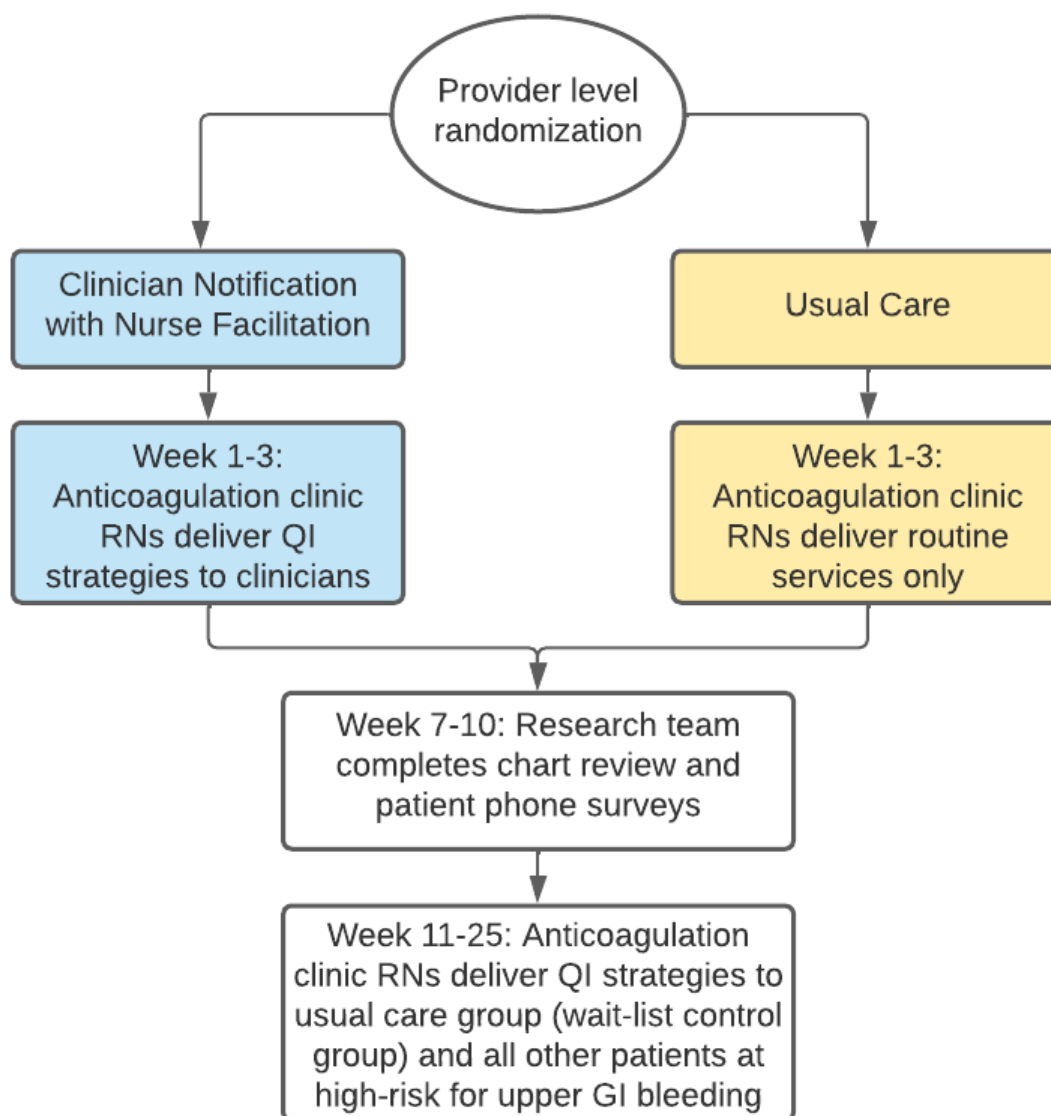 Provider level
randomization
Clinician Notification
with Nurse Facilitation
Usual Care
Week 1-3:
Anticoagulation clinic
RNs deliver QI
strategies to clinicians
Week 1-3:
Anticoagulation clinic
RNs deliver routine
services only
Week 7-10: Research team
completes chart review and
patient phone surveys
Week 11-25: Anticoagulation
clinic RNs deliver QI strategies to
usual care group (wait-list control
group) and all other patients at
high-risk for upper GI bleeding